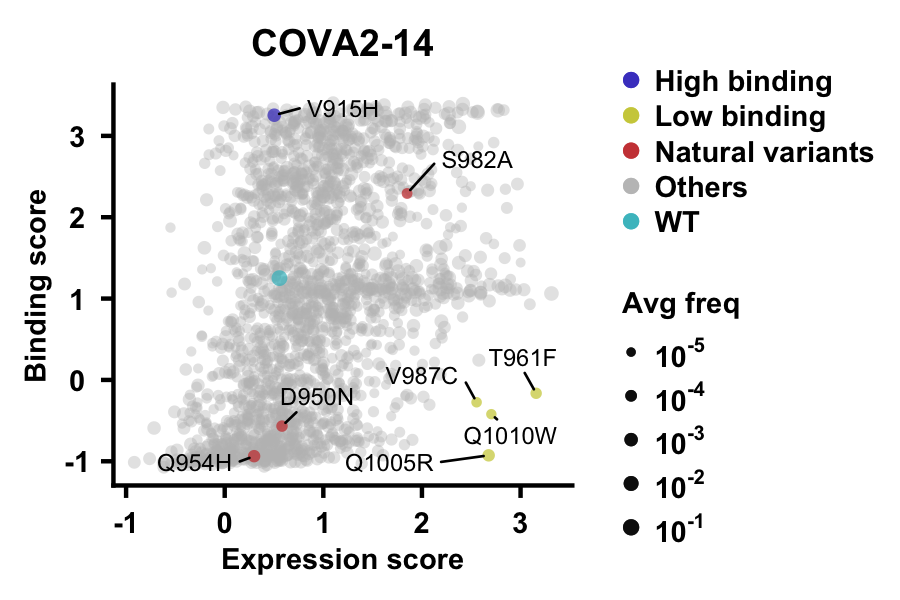 COVA2-14
Binding score
3
2
1
0
-1
V915H
S982A
D950N
Q954H
V987C
T961F
Q1010W
Q1005R
-1 0 1 2 3
Expression score
High binding
Low binding
Natural variants
Others
WT
Avg freq
10-5
10-4
10-3
10-2
10-1